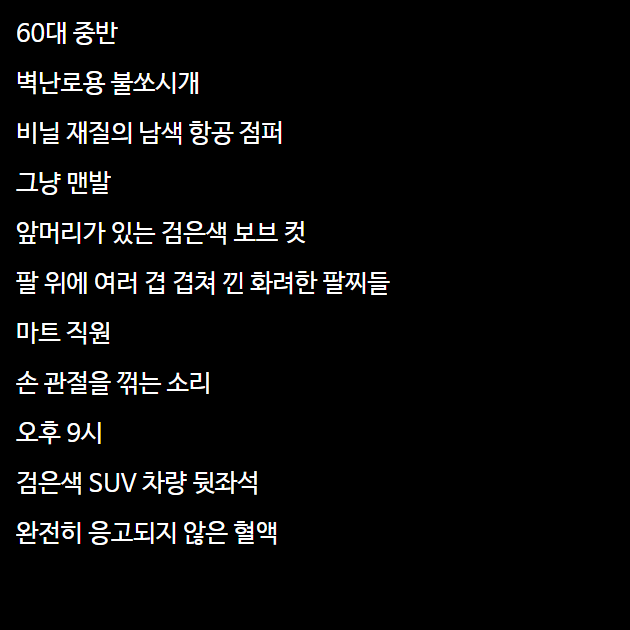 60대 중반
벽난로용 불쏘시개
비닐 재질의 남색 항공 점퍼
그냥 맨발
앞머리가 있는 검은색 보브 컷
팔 위에 여러 겹 겹쳐 낀 화려한 팔찌들
마트 직원
손 관절을 꺾는 소리
오후 9시
검은색 SUV 차량 뒷좌석
완전히 응고되지 않은 혈액